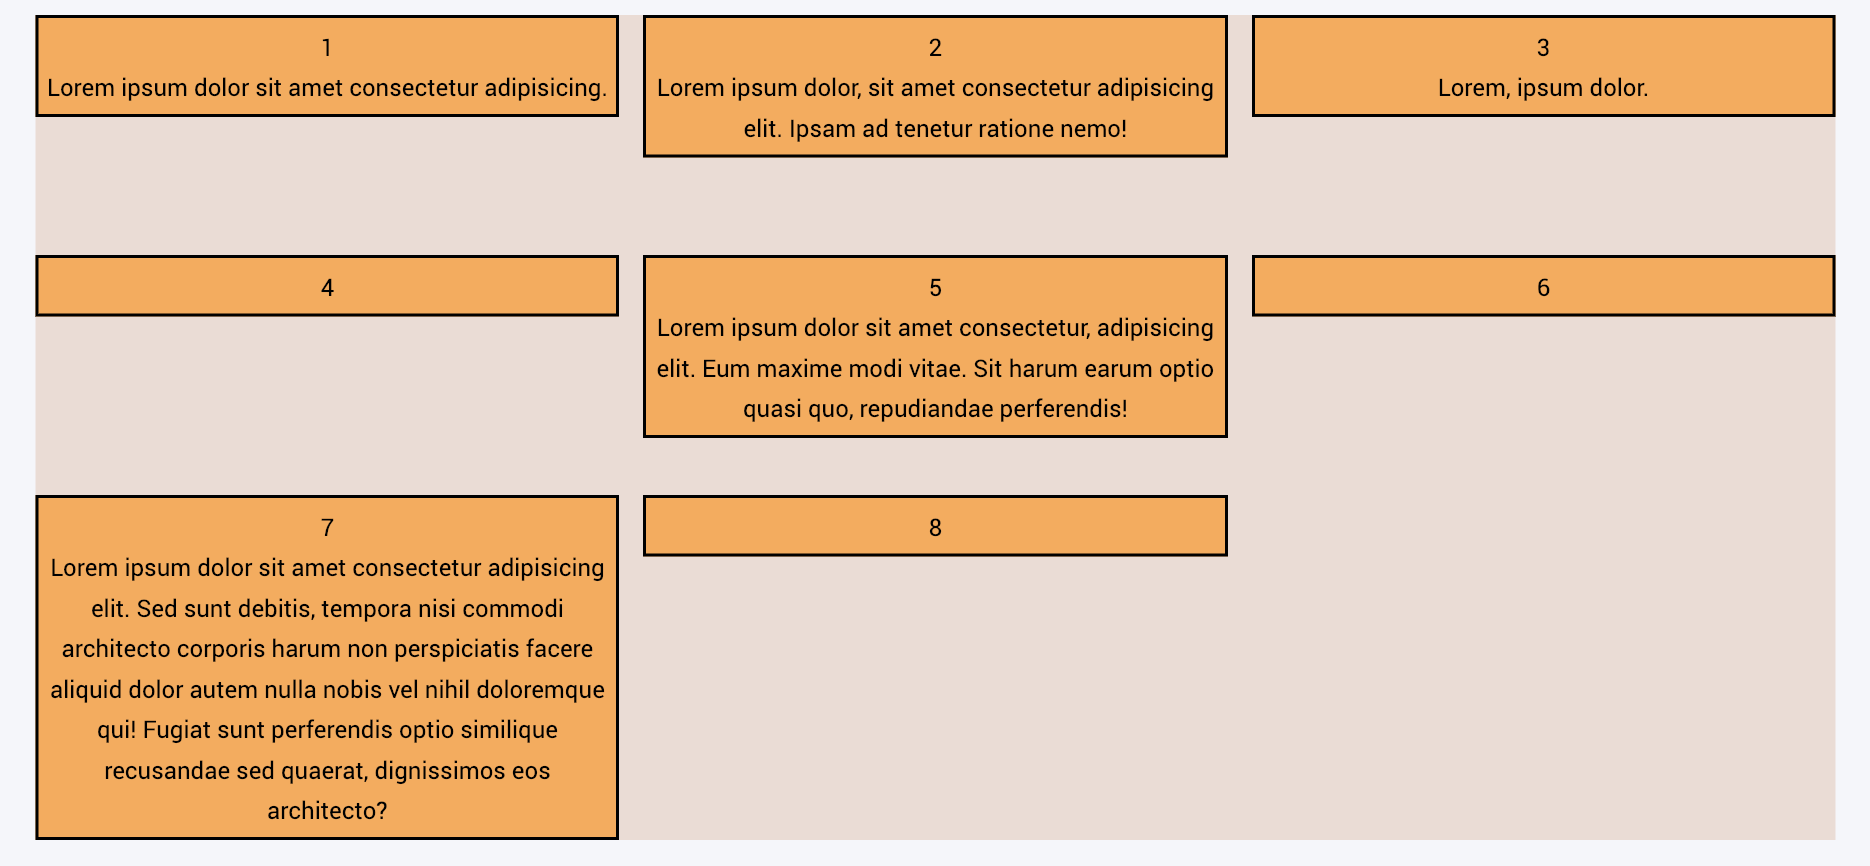 1
Lorem ipsum dolor sit amet consectetur adipisicing.
2
Lorem ipsum dolor, sit amet consectetur adipisicing
elit. Ipsam ad tenetur ratione nemo!
3
Lorem, ipsum dolor.
4
5
Lorem ipsum dolor sit amet consectetur, adipisicing
elit. Eum maxime modi vitae. Sit harum earum optio
quasi quo, repudiandae perferendis!
6
7
Lorem ipsum dolor sit amet consectetur adipisicing
elit. Sed sunt debitis, tempora nisi commodi
architecto corporis harum non perspiciatis facere
aliquid dolor autem nulla nobis vel nihil doloremque
qui! Fugiat sunt perferendis optio similique
recusandae sed quaerat, dignissimos eos
architecto?
8